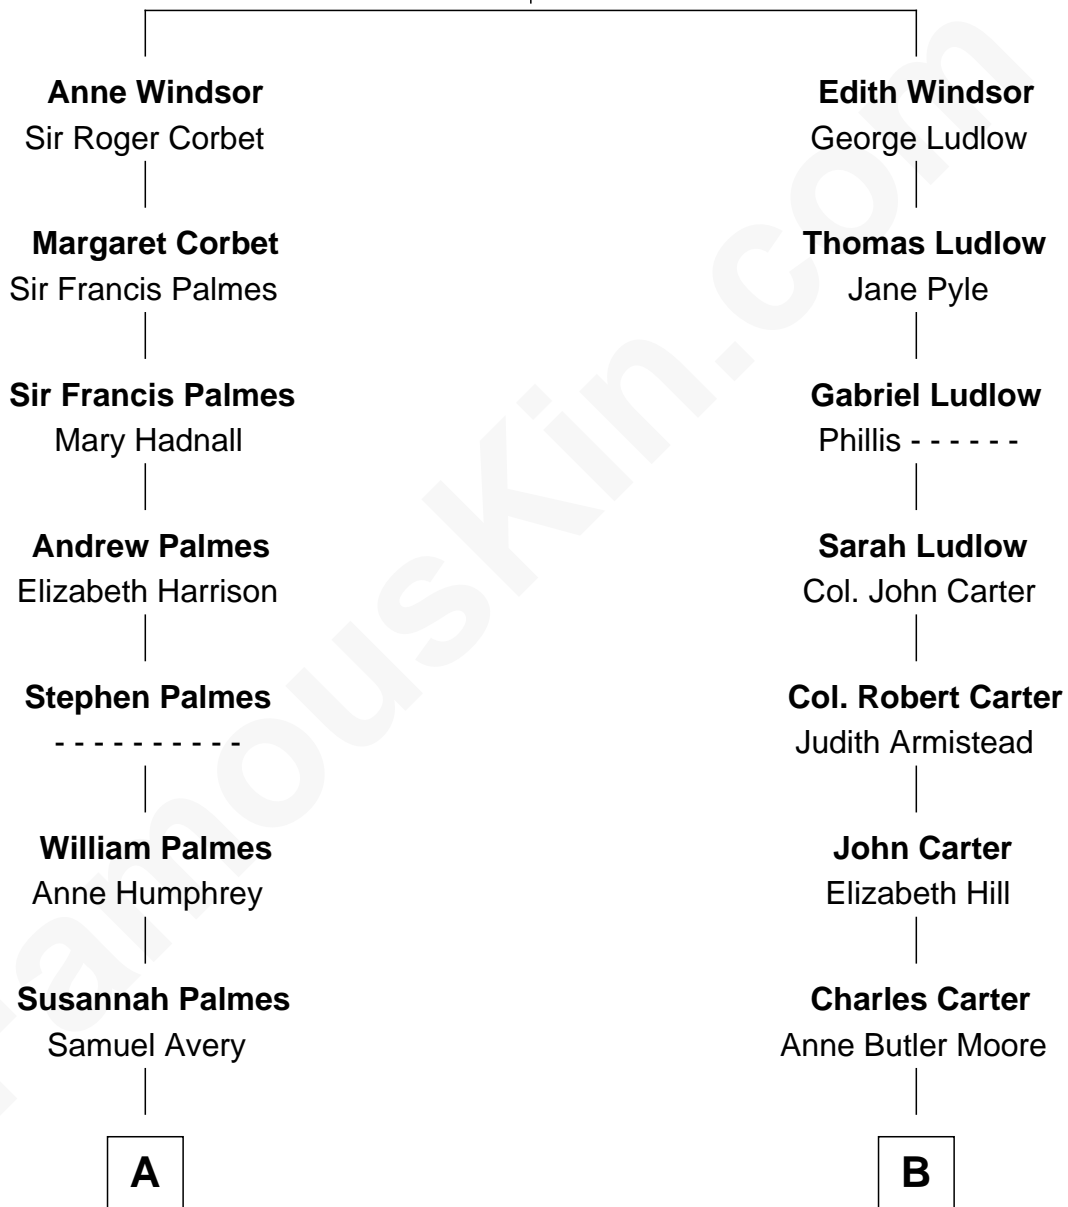 Anne Windsor
Sir Roger Corbet
Margaret Corbet
Sir Francis Palmes
Sir Francis Palmes
Mary Hadnall
Andrew Palmes
Elizabeth Harrison
Stephen Palmes
- - - - - - - - - -
William Palmes
Anne Humphrey
Susannah Palmes
Samuel Avery
A
Edith Windsor
George Ludlow
Thomas Ludlow
Jane Pyle
Gabriel Ludlow
Phillis - - - - - -
Sarah Ludlow
Col. John Carter
Col. Robert Carter
Judith Armistead
John Carter
Elizabeth Hill
Charles Carter
Anne Butler Moore
B
FamousKin.com